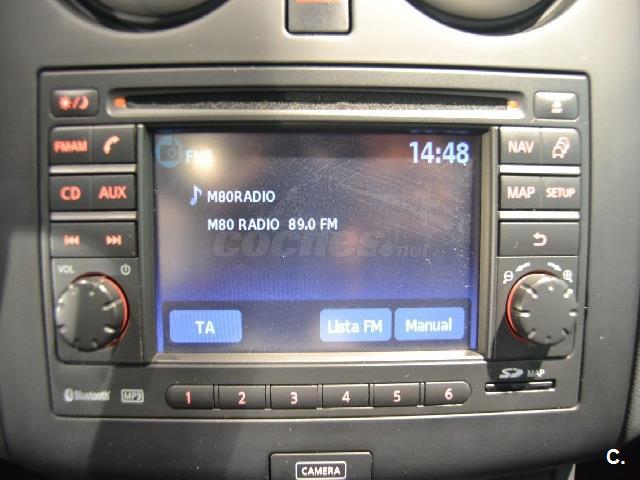 FM·AM
CD AUX
VOL
FM2 14:48
M80RADIO
M80 RADIO 89.0 FM
coches.net
TA Lista FM Manual
NAV
MAP SETUP
Bluetooth MP3
1 2 3 4 5 6
SD MAP
CAMERA
C.